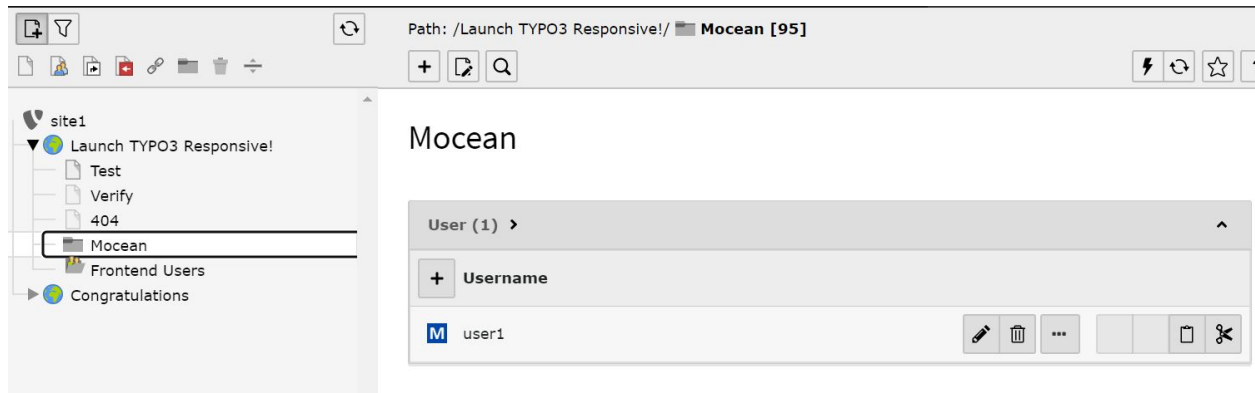 Path: /Launch TYPO3 Responsive!/ Mocean [95]
site1
Launch TYPO3 Responsive!
Test
Verify
404
Mocean
Frontend Users
Congratulations
Mocean
User (1)
Username
M user1